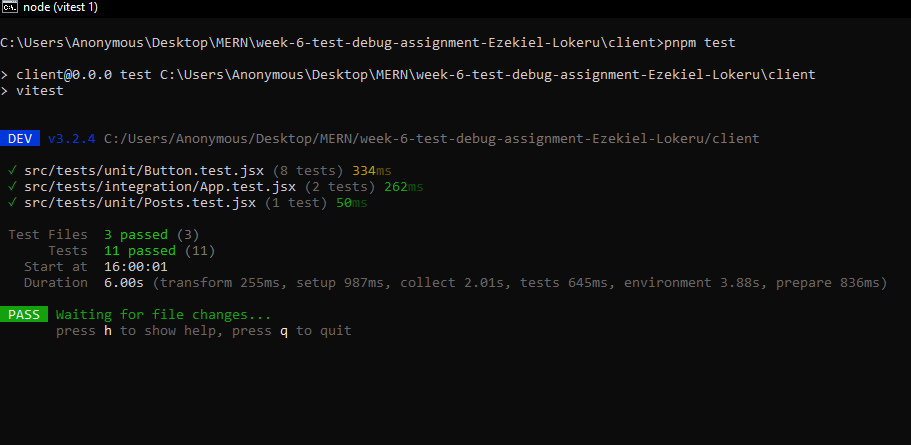 node (vitest 1)
C:\Users\Anonymous\Desktop\MERN\week-6-test-debug-assignment-Ezekiel-Lokeru\client>pnpm test
> client@0.0.0 test C:\Users\Anonymous\Desktop\MERN\week-6-test-debug-assignment-Ezekiel-Lokeru\client
> vitest
DEV v3.2.4 C:/Users/Anonymous/Desktop/MERN/week-6-test-debug-assignment-Ezekiel-Lokeru/client
✓ src/tests/unit/Button.test.jsx (8 tests) 334ms
✓ src/tests/integration/App.test.jsx (2 tests) 262ms
✓ src/tests/unit/Posts.test.jsx (1 test) 50ms
Test Files 3 passed (3)
Tests 11 passed (11)
Start at 16:00:01
Duration 6.00s (transform 255ms, setup 987ms, collect 2.01s, tests 645ms, environment 3.88s, prepare 836ms)
PASS Waiting for file changes...
press h to show help, press q to quit